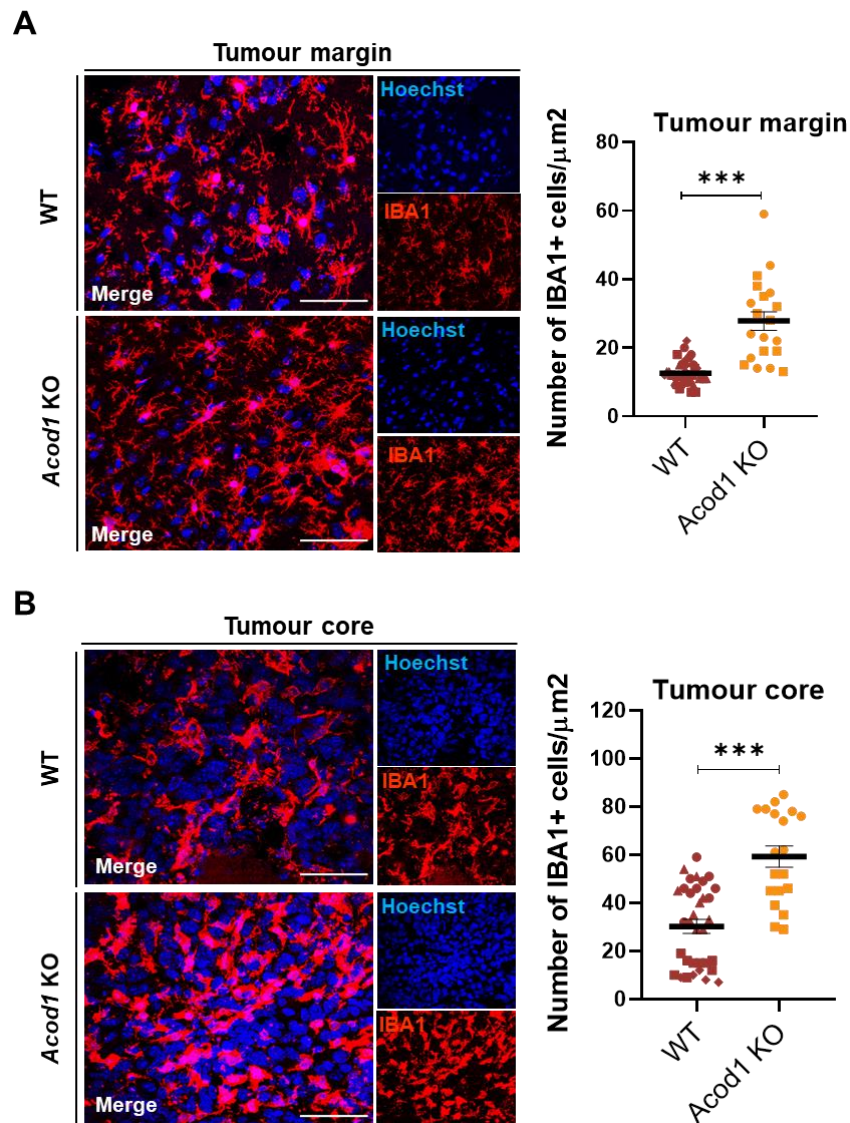 A
Tumour margin
WT
Hoechst
IBA1
Merge
Acod1 KO
Hoechst
IBA1
Merge
Tumour margin
Number of IBA1+ cells/μm2
80
60
40
20
0
***
WT
Acod1 KO
B
Tumour core
WT
Hoechst
IBA1
Merge
Acod1 KO
Hoechst
IBA1
Merge
Tumour core
Number of IBA1+ cells/μm2
120
100
80
60
40
20
0
***
WT
Acod1 KO